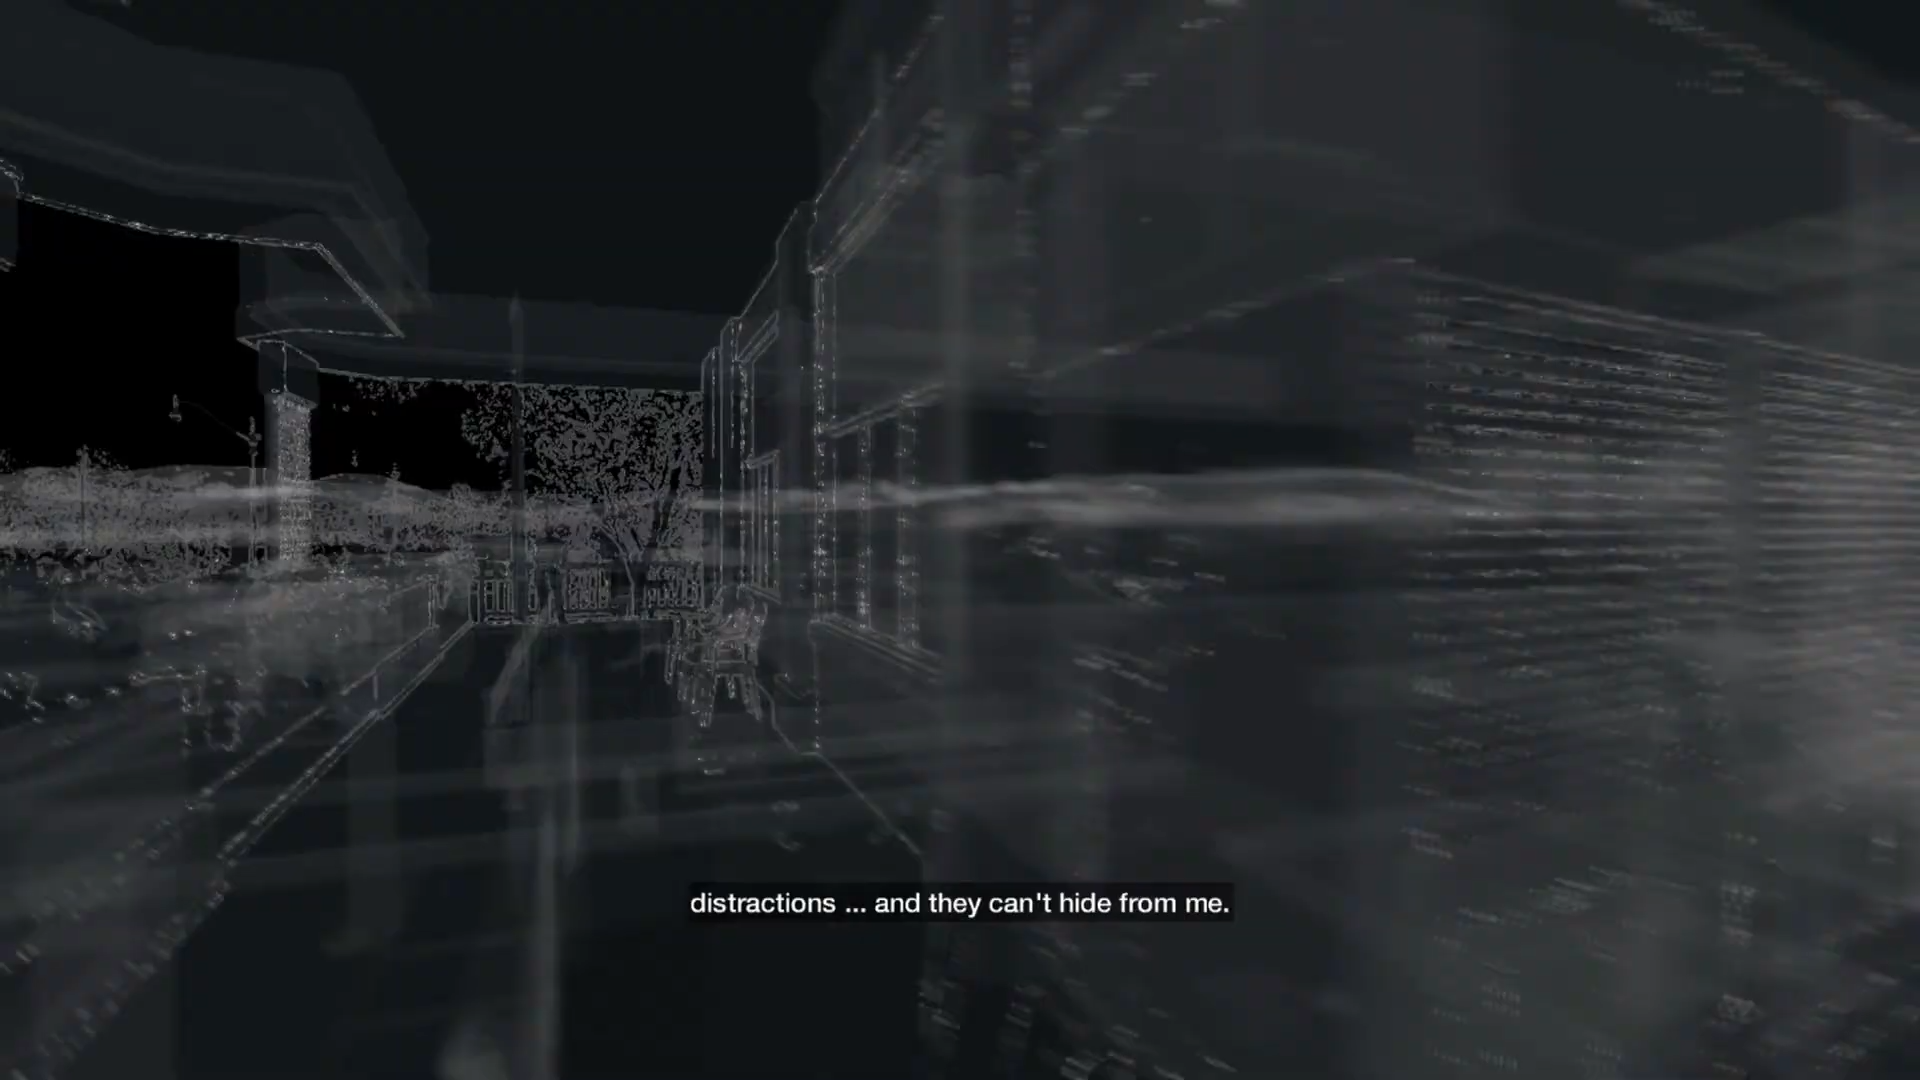 distractions ... and they can't hide from me.